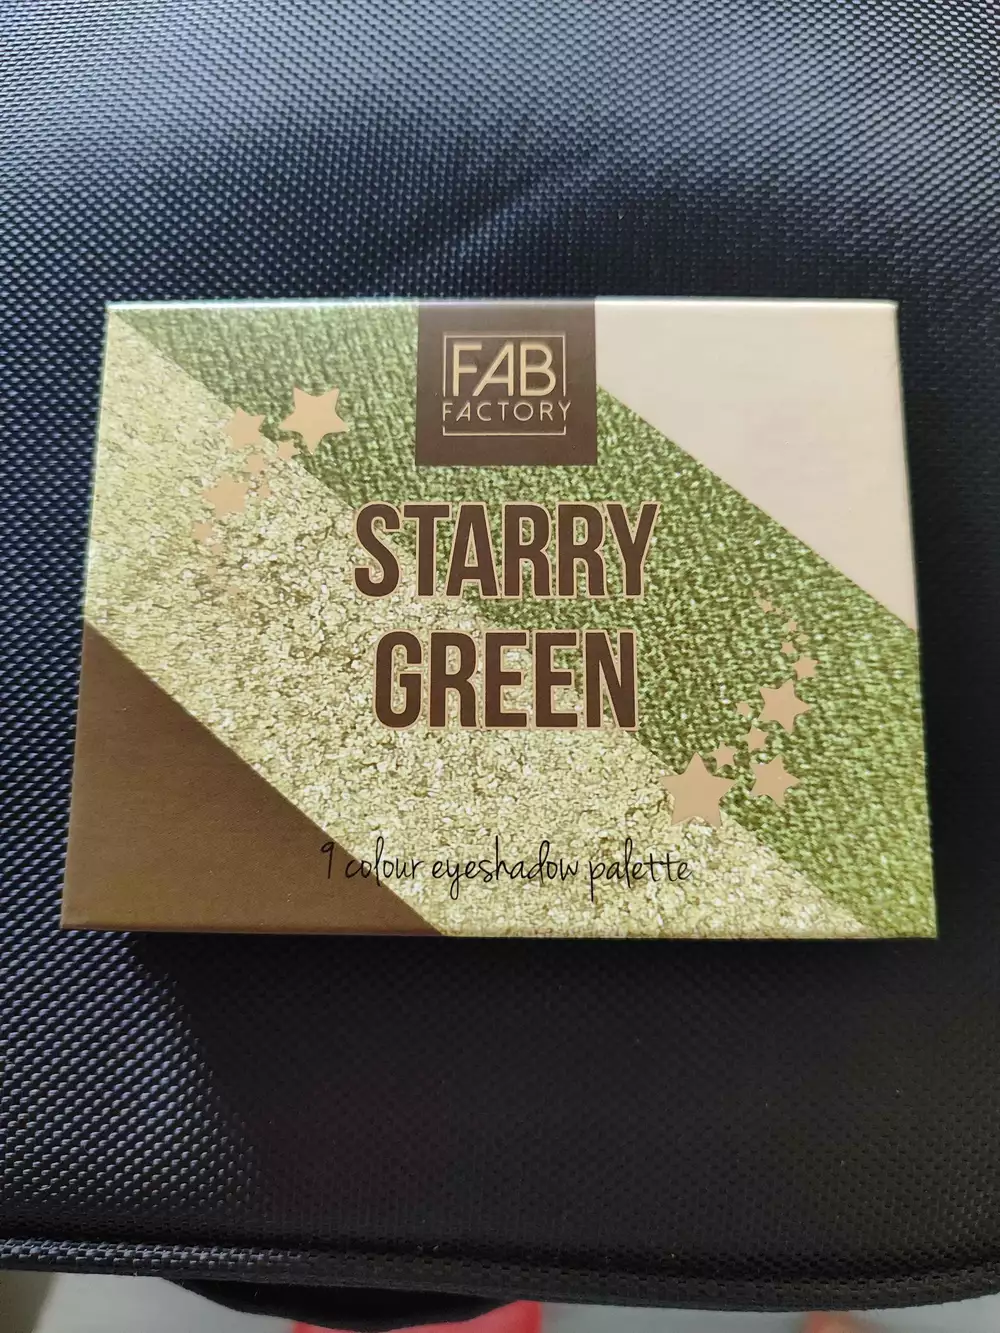 FAB
FACTORY
STARRY
GREEN
9 colour eyeshadow palette